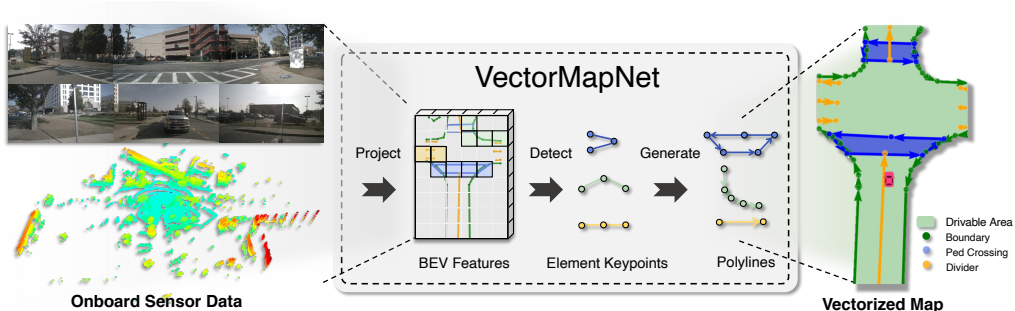 VectorMapNet
Project
Detect
Generate
BEV Features
Element Keypoints
Polylines
Onboard Sensor Data
Drivable Area
Boundary
Ped Crossing
Divider
Vectorized Map